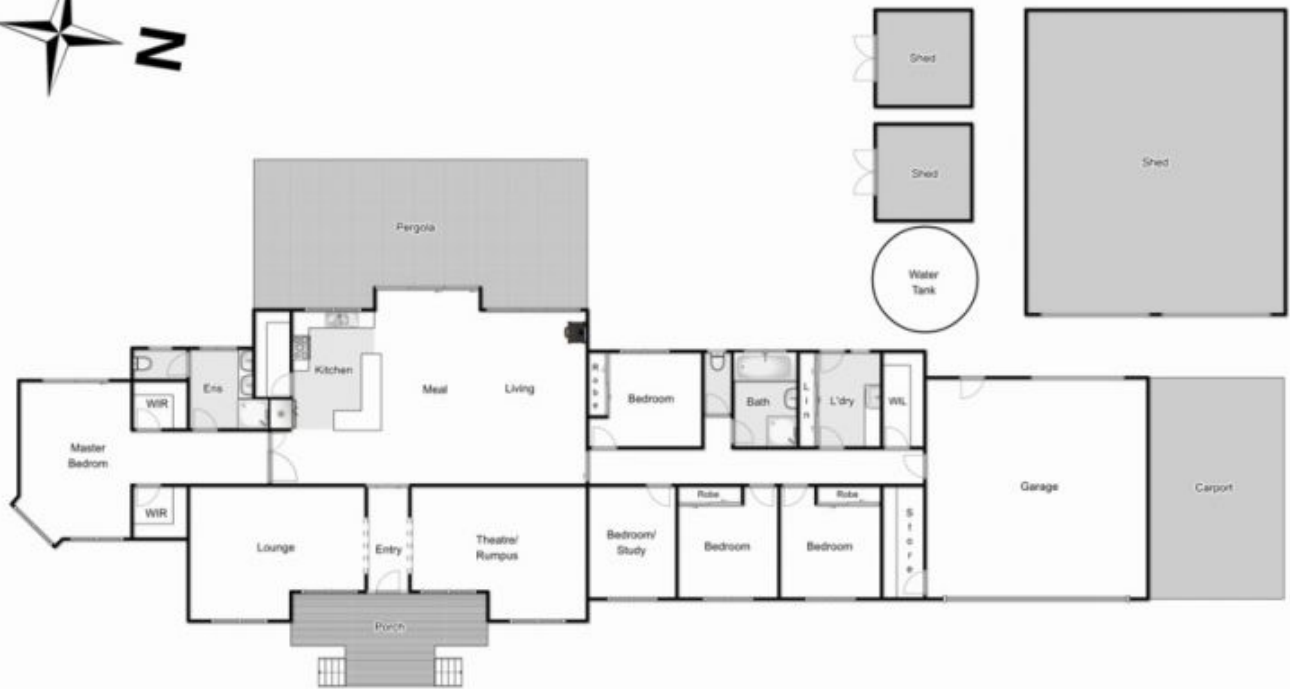 N
Shed
Shed
Shed
Pergola
Water
Tank
Kitchen
Ens
Meal
Living
Robe
Bedroom
Bath
Lin
L'dry
WIL
WIR
Master
Bedrom
WIR
Garage
Carport
Lounge
Entry
Theatre/
Rumpus
Bedroom/
Study
Robe
Bedroom
Robe
Bedroom
Store
Porch